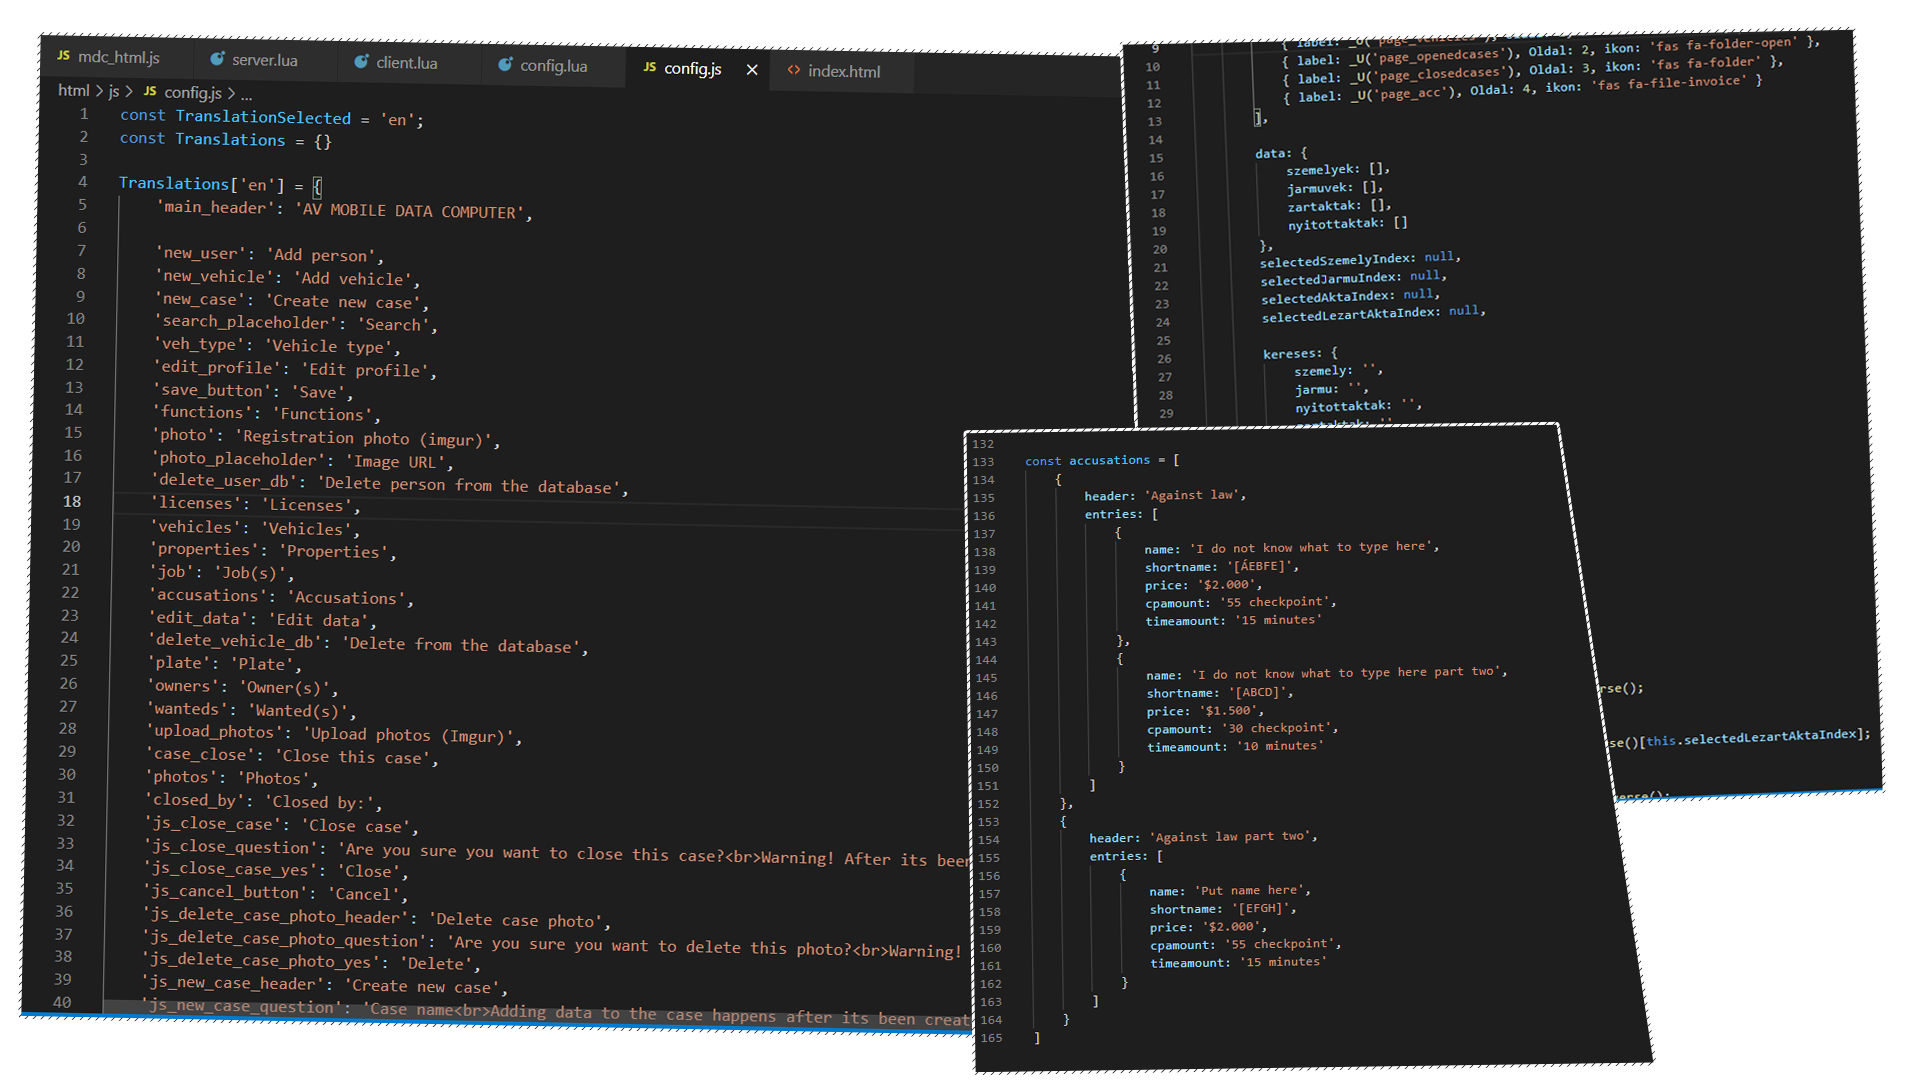 mdc_html.js
server.lua
client.lua
config.lua
config.js
index.html
html > js > JS config.js > ...
1 const TranslationSelected = 'en';
2 const Translations = {}
3
4 Translations['en'] = {
5 'main_header': 'AV MOBILE DATA COMPUTER',
6
7 'new_user': 'Add person',
8 'new_vehicle': 'Add vehicle',
9 'new_case': 'Create new case',
10 'search_placeholder': 'Search',
11 'veh_type': 'Vehicle type',
12 'edit_profile': 'Edit profile',
13 'save_button': 'Save',
14 'functions': 'Functions',
15 'photo': 'Registration photo (imgur)',
16 'photo_placeholder': 'Image URL',
17 'delete_user_db': 'Delete person from the database',
18 'licenses': 'Licenses',
19 'vehicles': 'Vehicles',
20 'properties': 'Properties',
21 'job': 'Job(s)',
22 'accusations': 'Accusations',
23 'edit_data': 'Edit data',
24 'delete_vehicle_db': 'Delete from the database',
25 'plate': 'Plate',
26 'owners': 'Owner(s)',
27 'wanteds': 'Wanted(s)',
28 'upload_photos': 'Upload photos (Imgur)',
29 'case_close': 'Close this case',
30 'photos': 'Photos',
31 'closed_by': 'Closed by:',
32 'js_close_case': 'Close case',
33 'js_close_question': 'Are you sure you want to close this case?<br>Warning! After its been
34 'js_close_case_yes': 'Close',
35 'js_cancel_button': 'Cancel',
36 'js_delete_case_photo_header': 'Delete case photo',
37 'js_delete_case_photo_question': 'Are you sure you want to delete this photo?<br>Warning!
38 'js_delete_case_photo_yes': 'Delete',
39 'js_new_case_header': 'Create new case',
40 'js_new_case_question': 'Case name<br>Adding data to the case happens after its been creat
9 { label: _U('page_vehicles'),
10 { label: _U('page_openedcases'), Oldal: 2, ikon: 'fas fa-folder-open' },
11 { label: _U('page_closedcases'), Oldal: 3, ikon: 'fas fa-folder' },
12 { label: _U('page_acc'), Oldal: 4, ikon: 'fas fa-file-invoice' }
13 ],
14
15 data: {
16 szemelyek: [],
17 jarmuvek: [],
18 zartaktak: [],
19 nyitottaktak: []
20 },
21 selectedSzemelyIndex: null,
22 selectedJarmuIndex: null,
23 selectedAktaIndex: null,
24 selectedLezartAktaIndex: null,
25
26 kereses: {
27 szemely: '',
28 jarmu: '',
29 nyitottaktak: '',
rse();
se()[this.selectedLezartAktaIndex];
132
133 const accusations = [
134 {
135 header: 'Against law',
136 entries: [
137 {
138 name: 'I do not know what to type here',
139 shortname: '[ÁEBFE]',
140 price: '$2.000',
141 cpamount: '55 checkpoint',
142 timeamount: '15 minutes'
143 },
144 {
145 name: 'I do not know what to type here part two',
146 shortname: '[ABCD]',
147 price: '$1.500',
148 cpamount: '30 checkpoint',
149 timeamount: '10 minutes'
150 }
151 ]
152 },
153 {
154 header: 'Against law part two',
155 entries: [
156 {
157 name: 'Put name here',
158 shortname: '[EFGH]',
159 price: '$2.000',
160 cpamount: '55 checkpoint',
161 timeamount: '15 minutes'
162 }
163 ]
164 }
165 ]